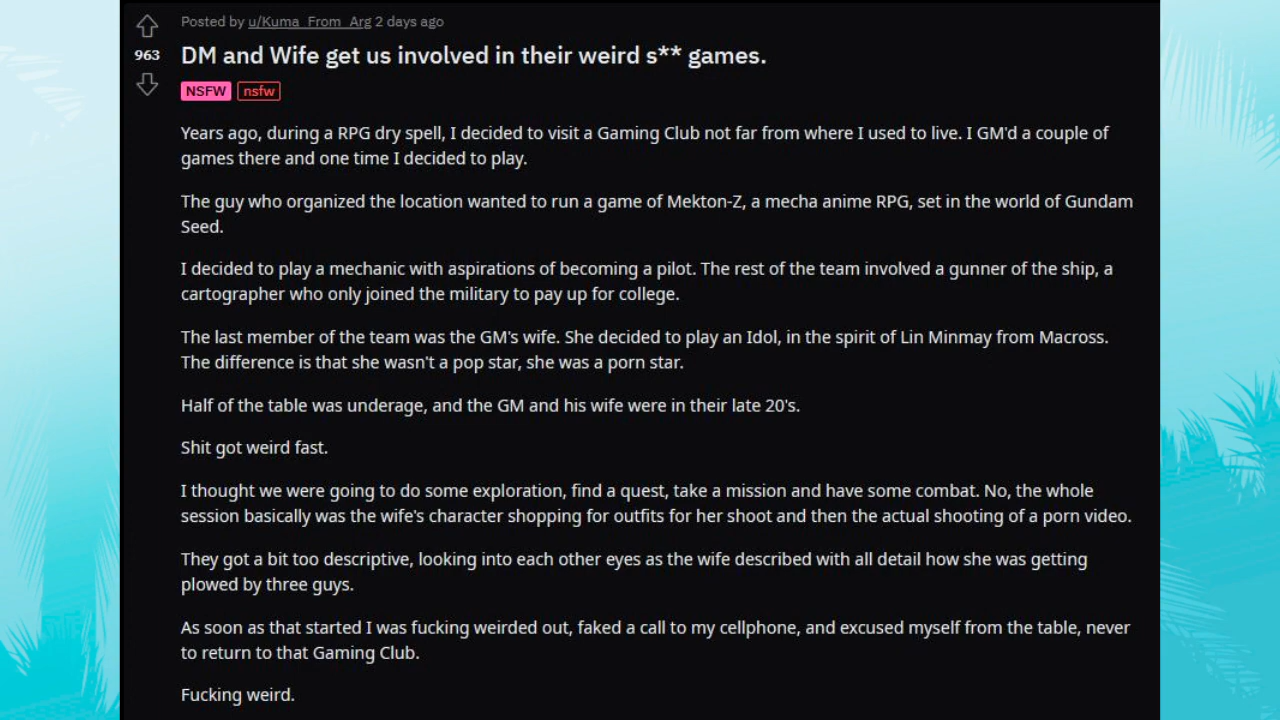 Posted by u/Kuma_From_Arg 2 days ago
963
DM and Wife get us involved in their weird s** games.
NSFW nsfw
Years ago, during a RPG dry spell, I decided to visit a Gaming Club not far from where I used to live. I GM'd a couple of
games there and one time I decided to play.
The guy who organized the location wanted to run a game of Mekton-Z, a mecha anime RPG, set in the world of Gundam
Seed.
I decided to play a mechanic with aspirations of becoming a pilot. The rest of the team involved a gunner of the ship, a
cartographer who only joined the military to pay up for college.
The last member of the team was the GM's wife. She decided to play an Idol, in the spirit of Lin Minmay from Macross.
The difference is that she wasn't a pop star, she was a porn star.
Half of the table was underage, and the GM and his wife were in their late 20's.
Shit got weird fast.
I thought we were going to do some exploration, find a quest, take a mission and have some combat. No, the whole
session basically was the wife's character shopping for outfits for her shoot and then the actual shooting of a porn video.
They got a bit too descriptive, looking into each other eyes as the wife described with all detail how she was getting
plowed by three guys.
As soon as that started I was fucking weirded out, faked a call to my cellphone, and excused myself from the table, never
to return to that Gaming Club.
Fucking weird.